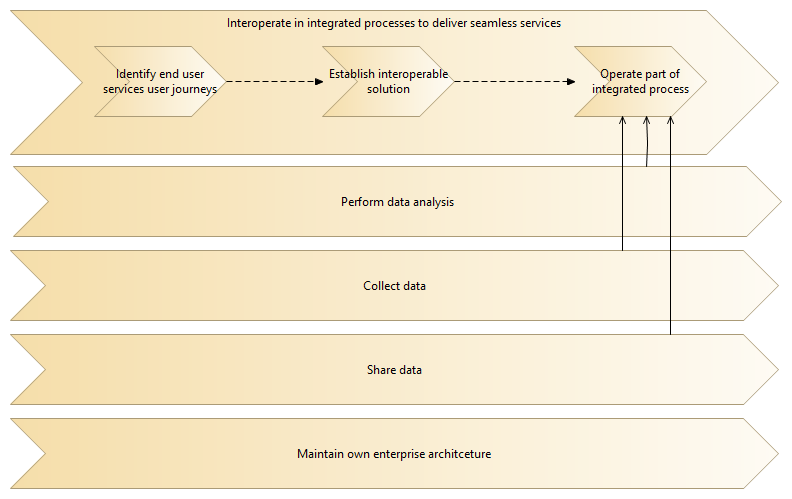 Interoperate in integrated processes to deliver seamless services
Identify end user
services user journeys
Establish interoperable
solution
Operate part of
integrated process
Perform data analysis
Collect data
Share data
Maintain own enterprise architceture